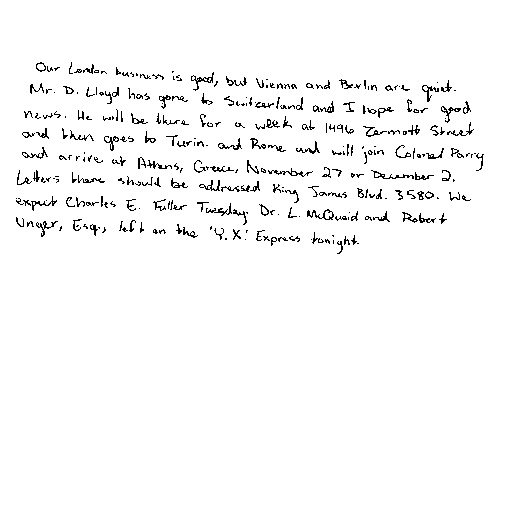 Our London business is good, but Vienna and Berlin are quiet.
Mr. D. Lloyd has gone to Switzerland and I hope for good
news. He will be there for a week at 1496 Zermott Street
and then goes to Turin. and Rome and will join Colonel Parry
and arrive at Athens, Greece, November 27 or December 2.
Letters there should be addressed King James Blvd. 3580. We
expect Charles E. Fuller Tuesday. Dr. L. McQuaid and Robert
Unger, Esq., left on the 'Y.X.' Express tonight.